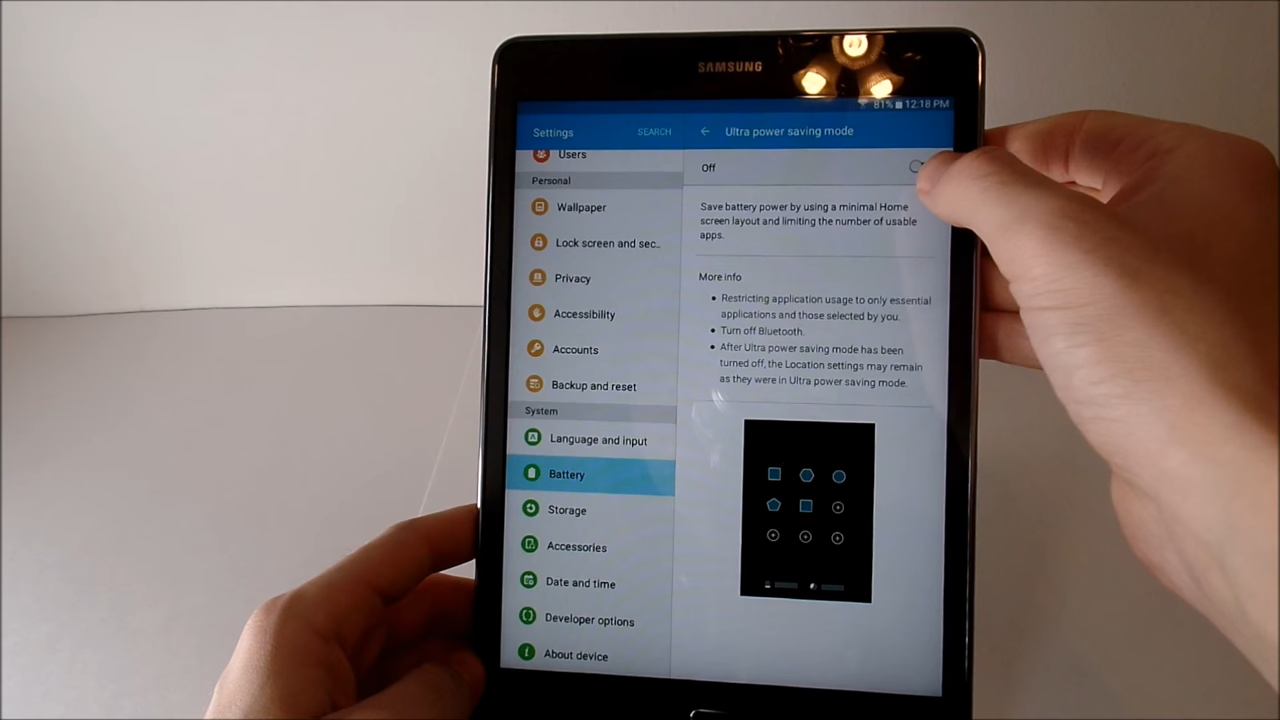 SAMSUNG
81% 12:18 PM
Settings
SEARCH
Users
Personal
Wallpaper
Lock screen and sec..
Privacy
Accessibility
Accounts
Backup and reset
System
Language and input
Battery
Storage
Accessories
Date and time
Developer options
About device
Ultra power saving mode
Off
Save battery power by using a minimal Home
screen layout and limiting the number of usable
apps.
More info
• Restricting application usage to only essential
applications and those selected by you.
• Turn off Bluetooth.
• After Ultra power saving mode has been
turned off, the Location settings may remain
as they were in Ultra power saving mode.